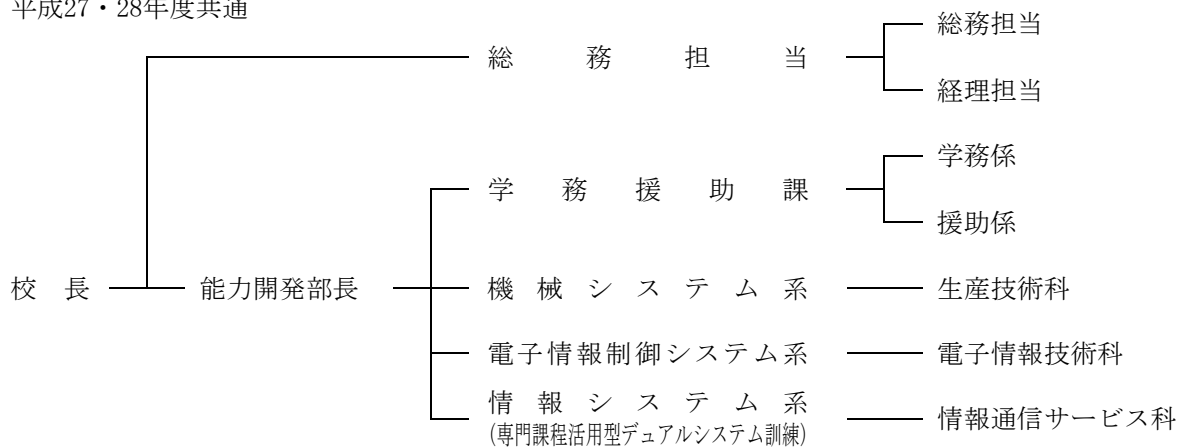 平成27・28年度共通
総務担当
総務担当
経理担当
学務係
学務援助課
援助係
校長
能力開発部長
機械システム系
生産技術科
電子情報制御システム系
電子情報技術科
情報システム系
(専門課程活用型デュアルシステム訓練)
情報通信サービス科